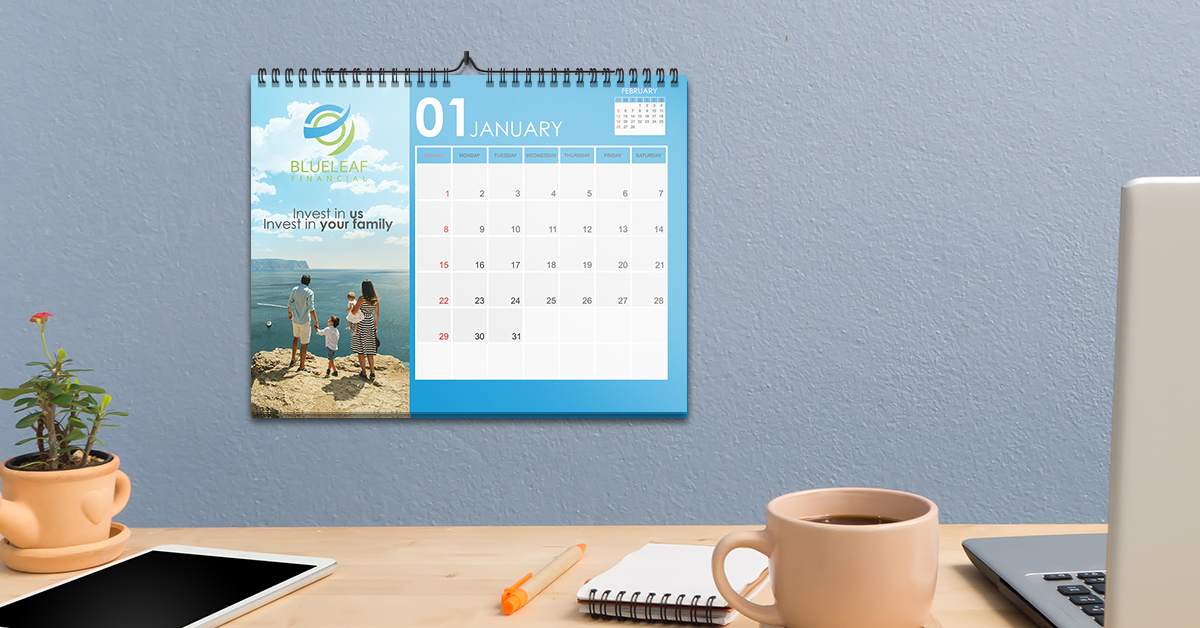 BLUELEAF
FINANCIAL
Invest in us
Invest in your family
01 JANUARY
FEBRUARY
SUNDAY MONDAY TUESDAY WEDNESDAY THURSDAY FRIDAY SATURDAY
1 2 3 4 5 6 7
8 9 10 11 12 13 14
15 16 17 18 19 20 21
22 23 24 25 26 27 28
29 30 31